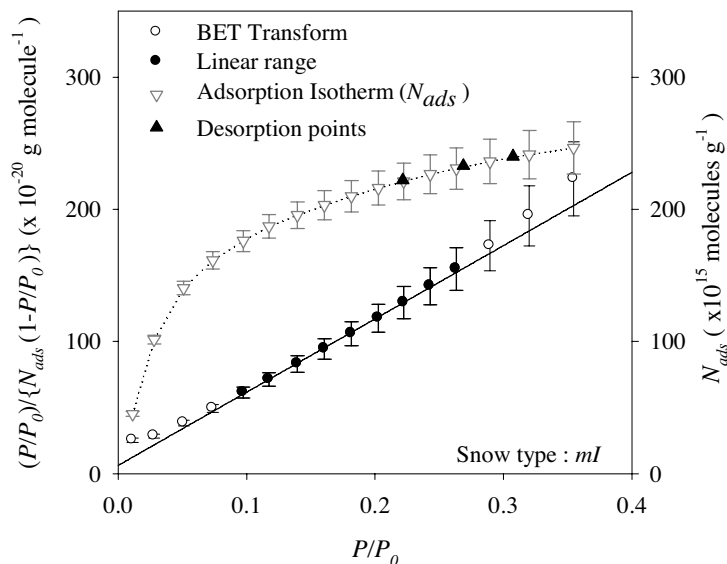 BET Transform
Linear range
Adsorption Isotherm (N_ads)
Desorption points
(P/P_0)/{N_ads (1-P/P_0)} (x 10^-20 g molecule^-1)
300
200
100
0
300
200
100
0
N_ads ( x10^15 molecules g^-1)
Snow type : mI
0.0 0.1 0.2 0.3 0.4
P/P_0